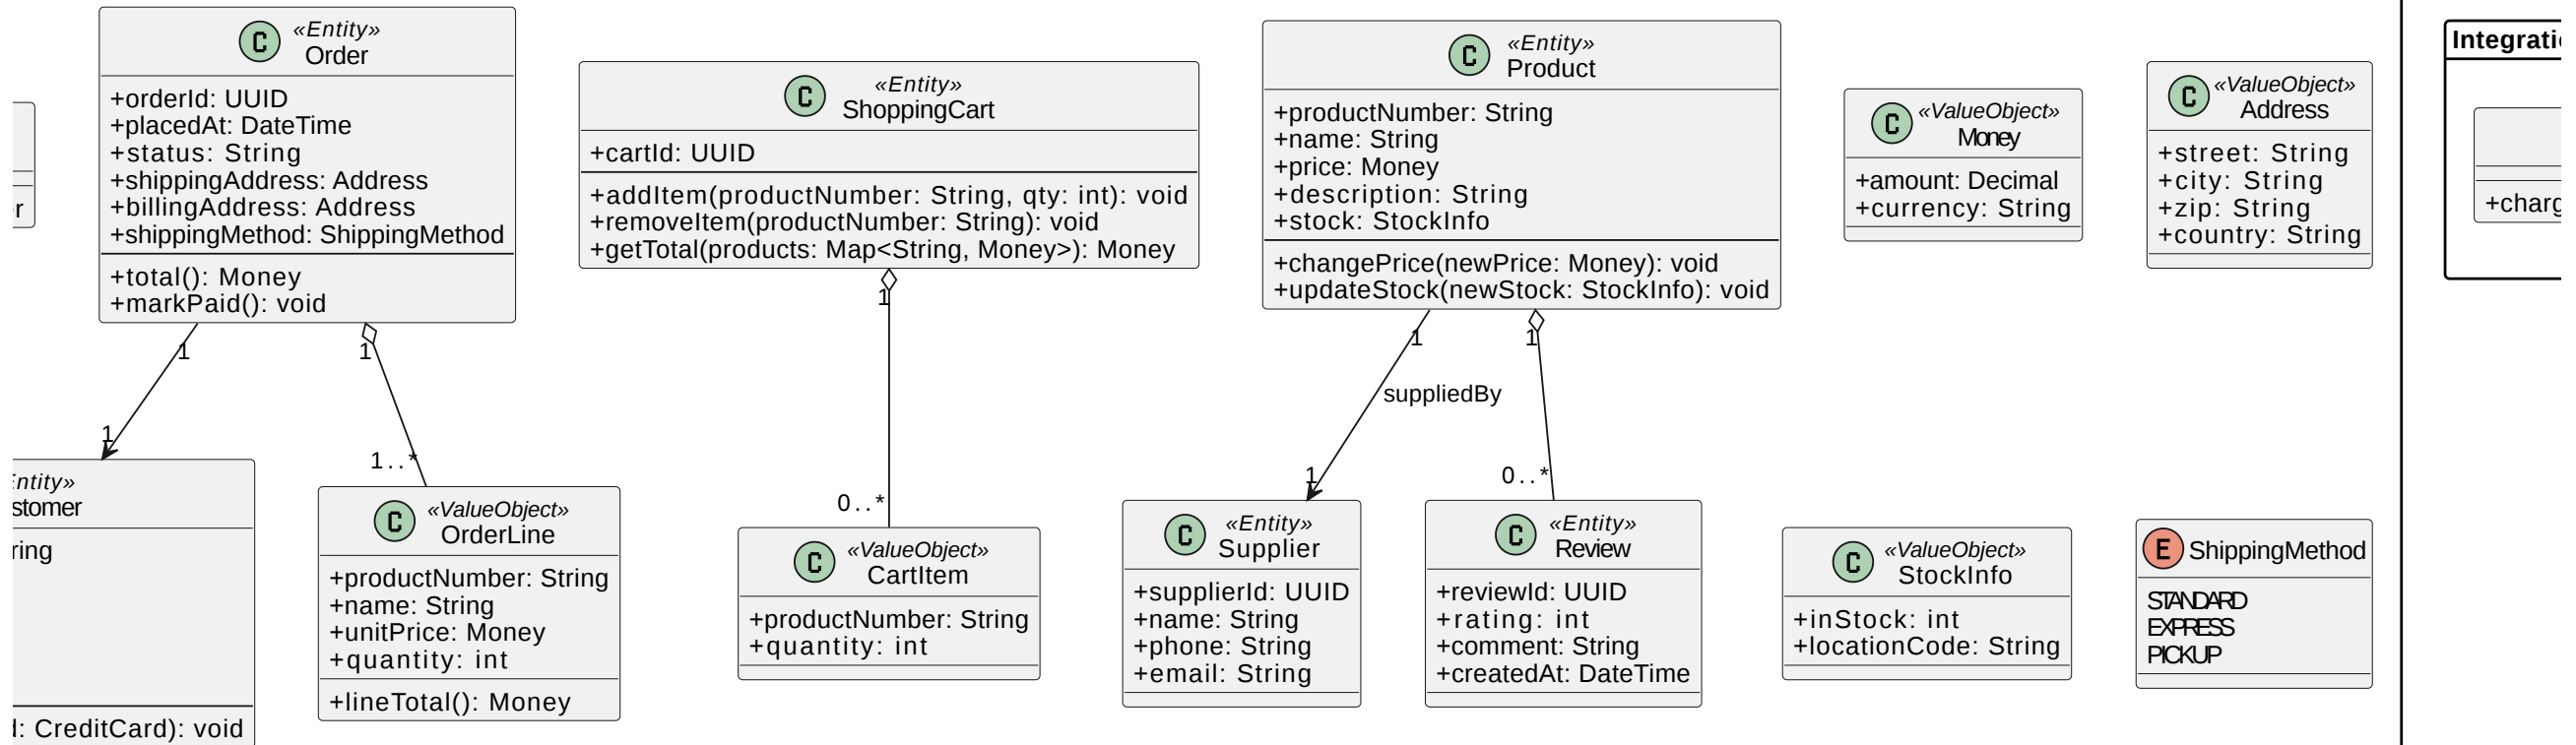 «Entity»
Order
+orderId: UUID
+placedAt: DateTime
+status: String
+shippingAddress: Address
+billingAddress: Address
+shippingMethod: ShippingMethod
+total(): Money
+markPaid(): void
«Entity»
ShoppingCart
+cartId: UUID
+addItem(productNumber: String, qty: int): void
+removeItem(productNumber: String): void
+getTotal(products: Map<String, Money>): Money
«Entity»
Product
+productNumber: String
+name: String
+price: Money
+description: String
+stock: StockInfo
+changePrice(newPrice: Money): void
+updateStock(newStock: StockInfo): void
«ValueObject»
Money
+amount: Decimal
+currency: String
«ValueObject»
Address
+street: String
+city: String
+zip: String
+country: String
1
1
1
1..*
1
0..*
1
suppliedBy
1
1
0..*
: CreditCard): void
«ValueObject»
OrderLine
+productNumber: String
+name: String
+unitPrice: Money
+quantity: int
+lineTotal(): Money
«ValueObject»
CartItem
+productNumber: String
+quantity: int
«Entity»
Supplier
+supplierId: UUID
+name: String
+phone: String
+email: String
«Entity»
Review
+reviewId: UUID
+rating: int
+comment: String
+createdAt: DateTime
«ValueObject»
StockInfo
+inStock: int
+locationCode: String
ShippingMethod
STANDARD
EXPRESS
PICKUP